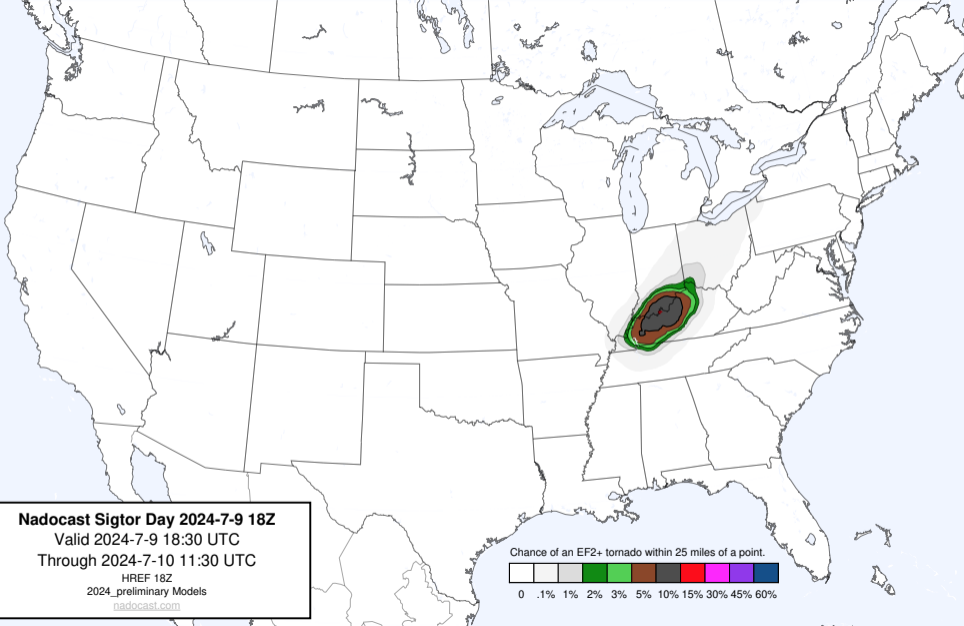 Nadocast Sigtor Day 2024-7-9 18Z
Valid 2024-7-9 18:30 UTC
Through 2024-7-10 11:30 UTC
HREF 18Z
2024_preliminary Models
nadocast.com
Chance of an EF2+ tornado within 25 miles of a point.
0 .1% 1% 2% 3% 5% 10% 15% 30% 45% 60%